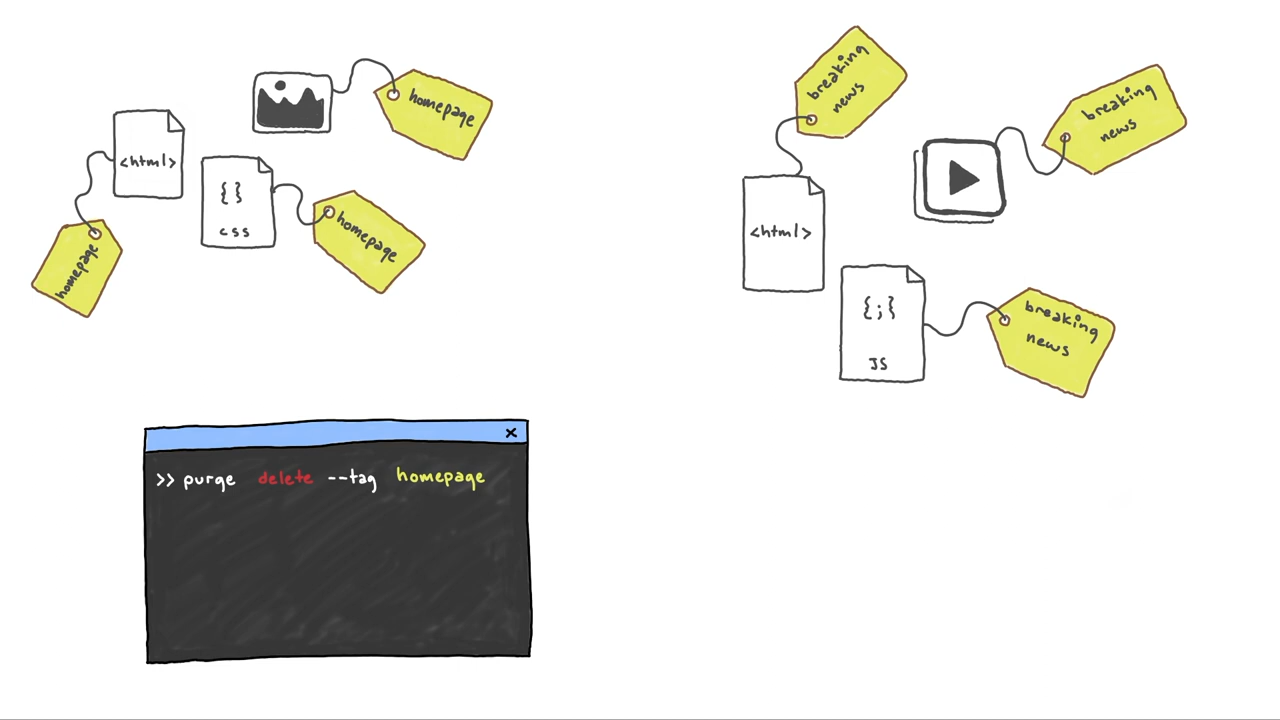 homepage
<html>
{}
css
homepage
homepage
breaking
news
breaking
news
<html>
{;}
JS
breaking
news
x
>> purge delete --tag homepage